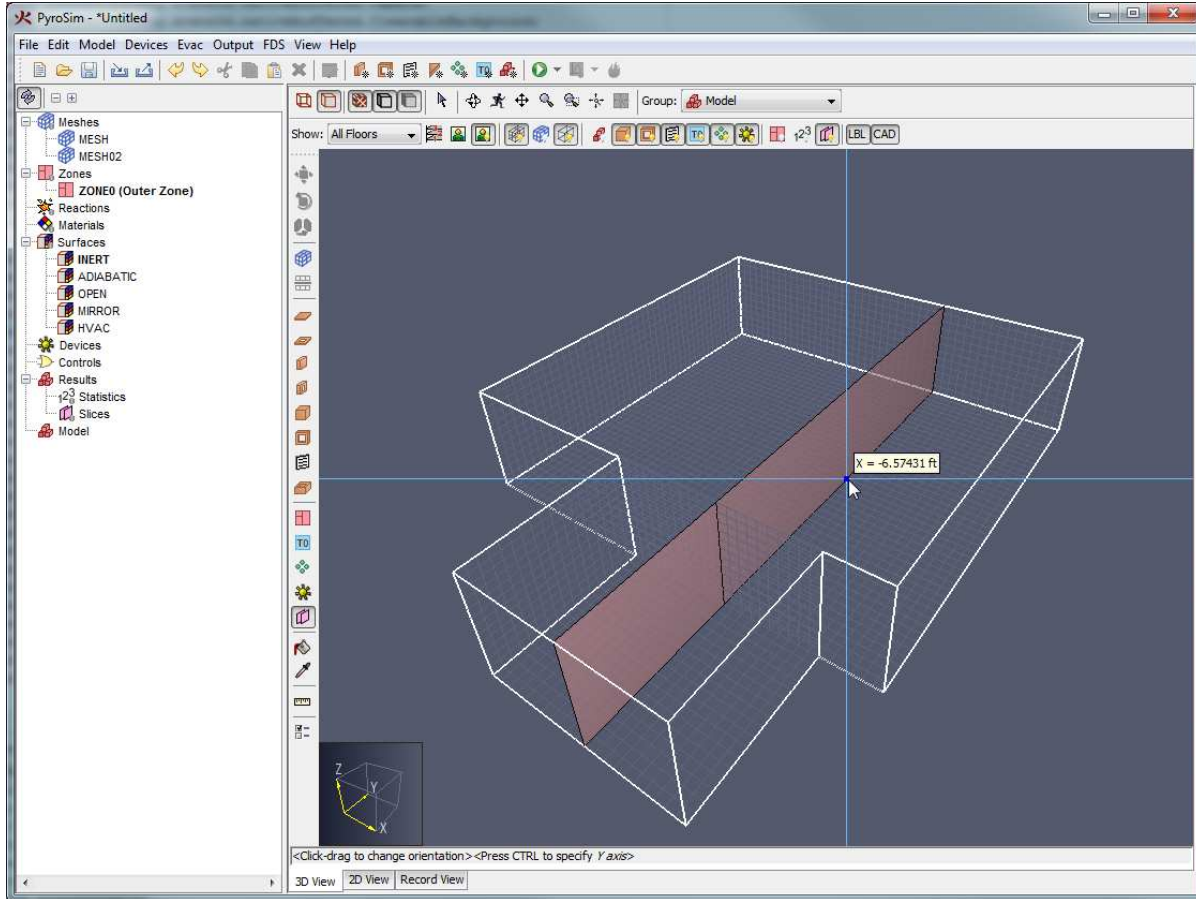 PyroSim - *Untitled
File Edit Model Devices Evac Output FDS View Help
Group: Model
Show: All Floors
LBL CAD
Meshes
MESH
MESH02
Zones
ZONE0 (Outer Zone)
Reactions
Materials
Surfaces
INERT
ADIABATIC
OPEN
MIRROR
HVAC
Devices
Controls
Results
Statistics
Slices
Model
X = -6.57431 ft
Z
Y
X
<Click-drag to change orientation><Press CTRL to specify Y axis>
3D View 2D View Record View